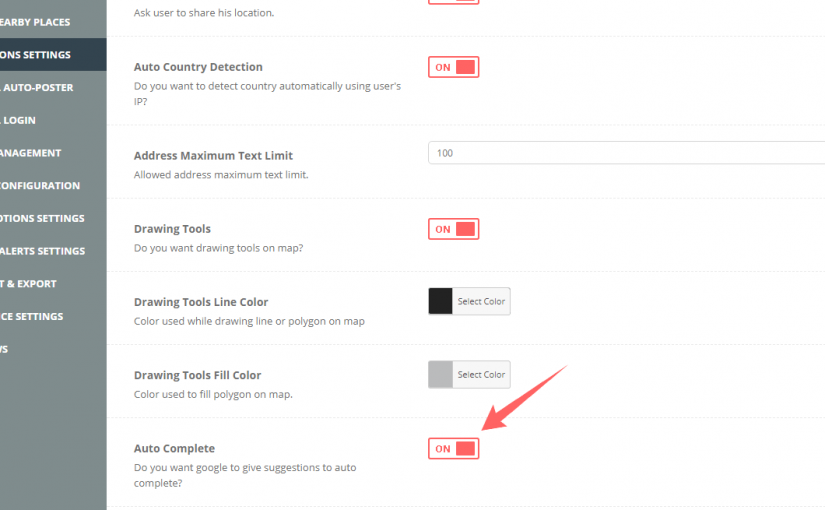 Ask user to share his location.
EARBY PLACES
ONS SETTINGS
AUTO-POSTER
LOGIN
ANAGEMENT
CONFIGURATION
OTIONS SETTINGS
ALERTS SETTINGS
T & EXPORT
CE SETTINGS
WS
Auto Country Detection
ON
Do you want to detect country automatically using user's
IP?
Address Maximum Text Limit
100
Allowed address maximum text limit.
Drawing Tools
ON
Do you want drawing tools on map?
Drawing Tools Line Color
Select Color
Color used while drawing line or polygon on map
Drawing Tools Fill Color
Select Color
Color used to fill polygon on map.
Auto Complete
ON
Do you want google to give suggestions to auto
complete?